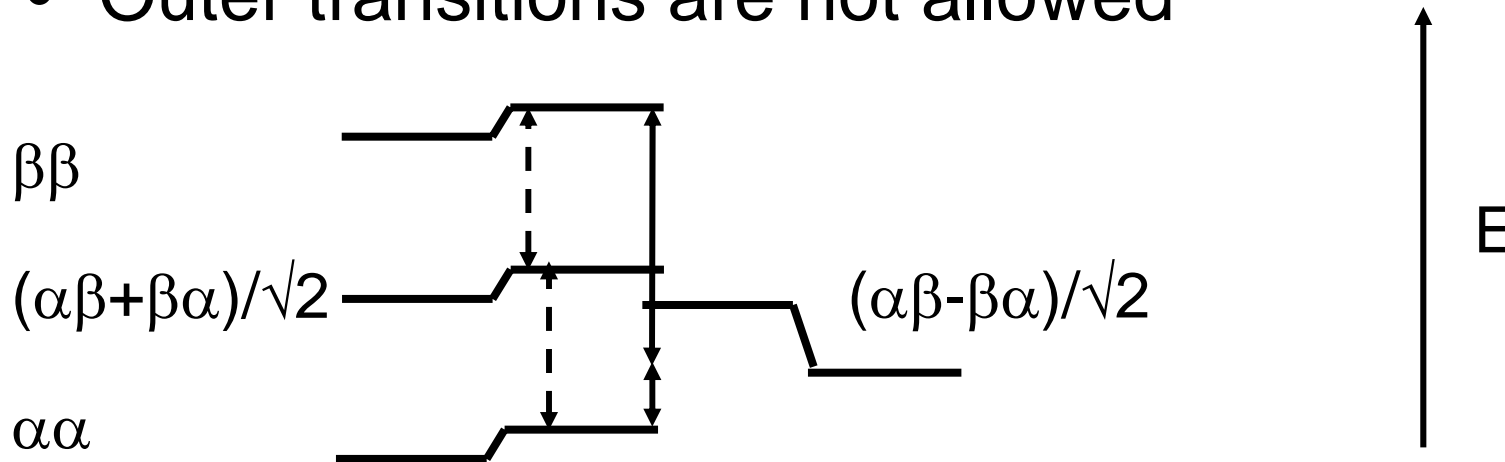 • Outer transitions are not allowed
ββ
E
(αβ+βα)/√2 (αβ-βα)/√2
αα